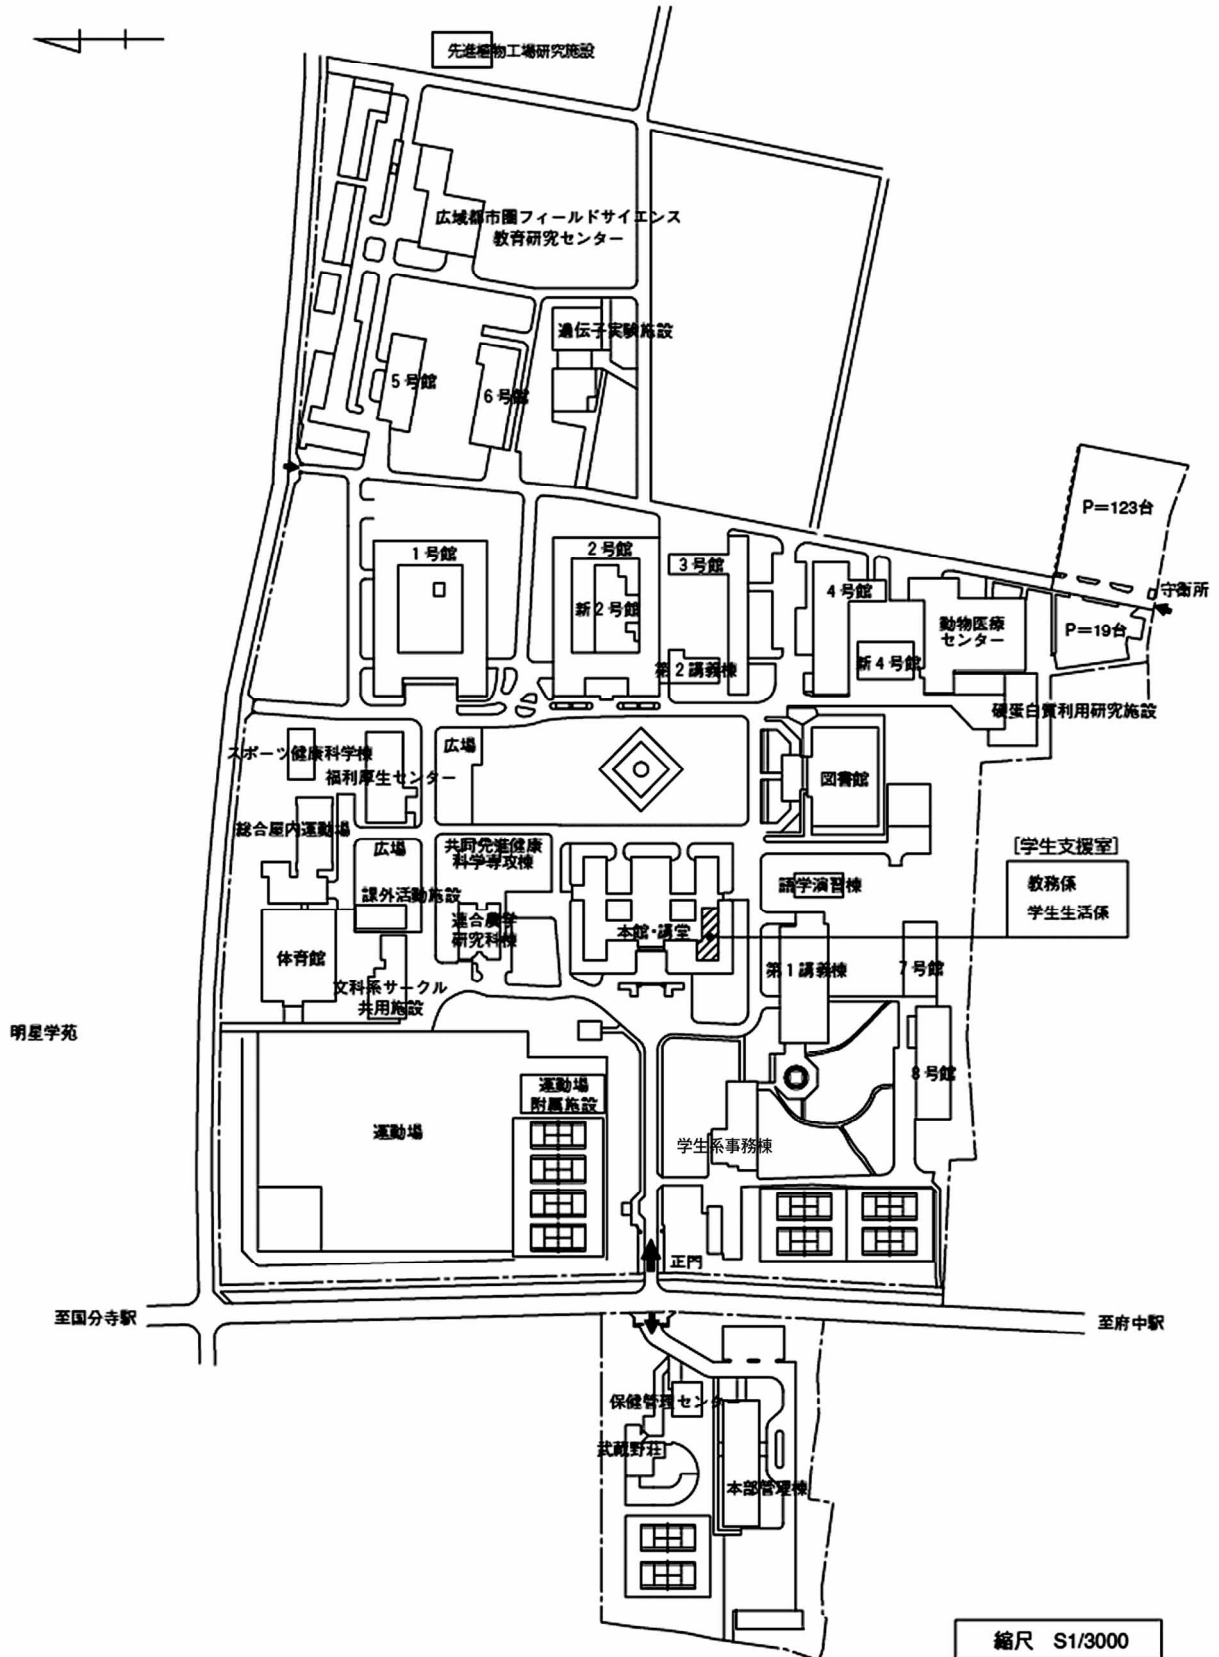 先進植物工場研究施設
広域都市圏フィールドサイエンス
教育研究センター
遺伝子実験施設
5号館
6号館
P=123台
1号館
2号館
3号館
4号館
守衛所
新2号館
動物医療
センター
P=19台
第2講義棟
新4号館
硬蛋白質利用研究施設
スポーツ健康科学棟
広場
福利厚生センター
図書館
総合屋内運動場
広場
共同先進健康
科学専攻棟
[学生支援室]
教務係
学生生活係
語学演習棟
課外活動施設
連合農学
研究科棟
本館・講堂
体育館
第1講義棟
7号館
文科系サークル
共用施設
明星学苑
8号館
運動場
附属施設
運動場
学生系事務棟
正門
至国分寺駅
至府中駅
保健管理センター
武蔵野荘
本部管理棟
縮尺 S1/3000